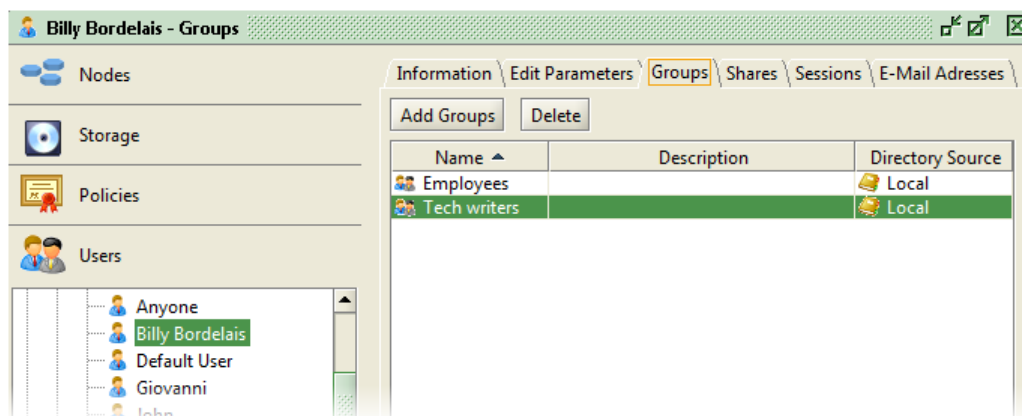 Billy Bordelais - Groups
Nodes
Storage
Policies
Users
Anyone
Billy Bordelais
Default User
Giovanni
John
Information Edit Parameters Groups Shares Sessions E-Mail Adresses
Add Groups Delete
Name Description Directory Source
Employees Local
Tech writers Local